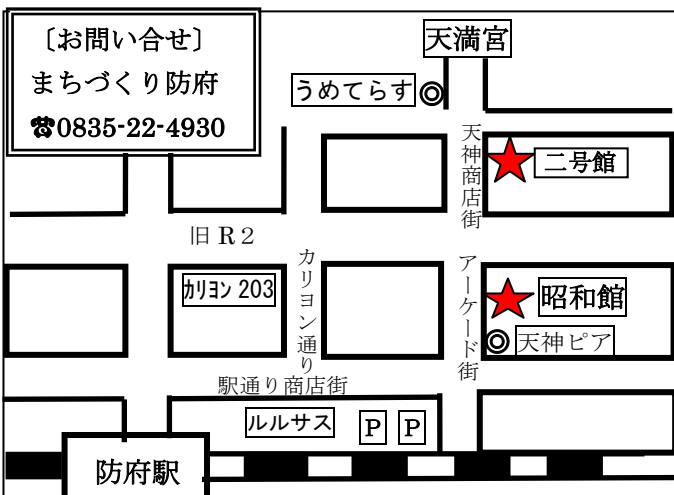 〔お問い合せ〕
まちづくり防府
☎0835-22-4930
天満宮
うめてらす
天神商店街
二号館
旧R2
カリヨン203
カリヨン通り
アーケード街
昭和館
天神ピア
駅通り商店街
ルルサス
P P
防府駅